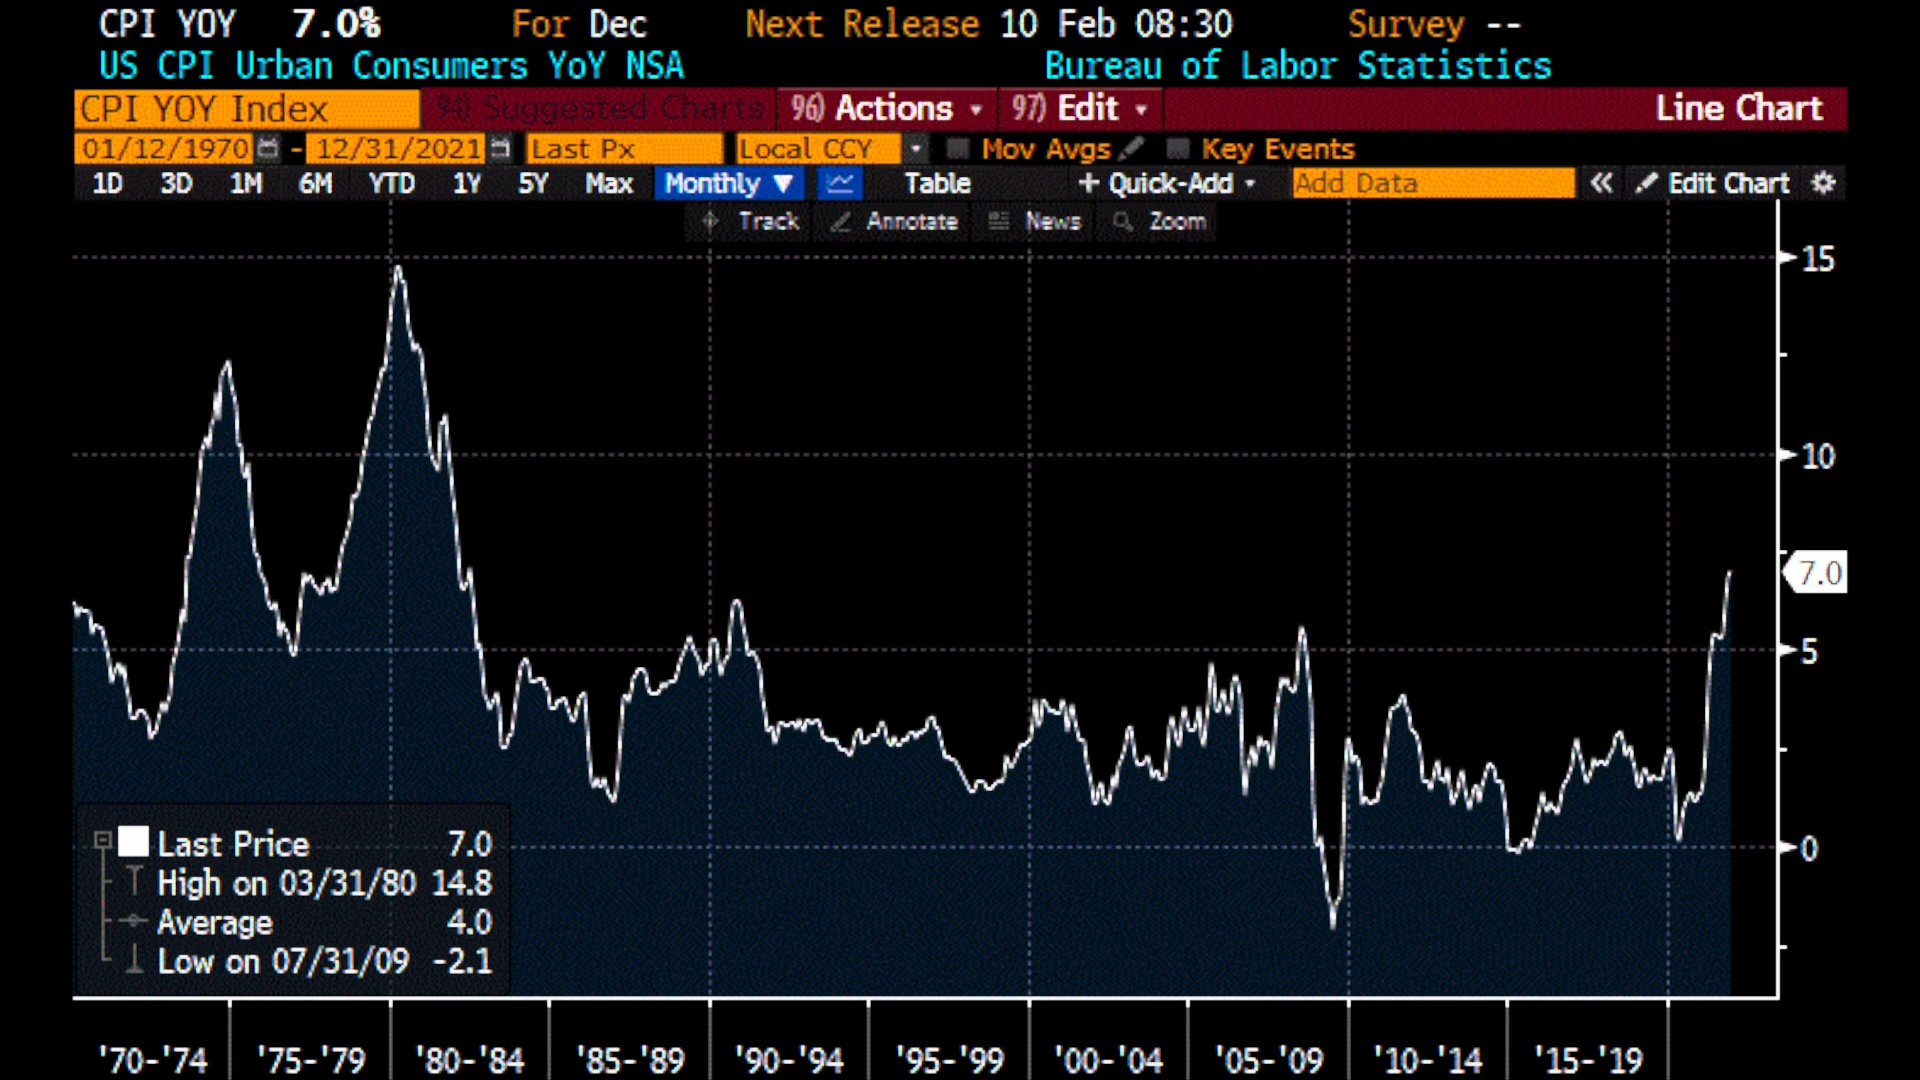 CPI YOY 7.0% For Dec Next Release 10 Feb 08:30 Survey --
US CPI Urban Consumers YoY NSA Bureau of Labor Statistics
CPI YOY Index 94) Suggested Charts 96) Actions 97) Edit Line Chart
01/12/1970 - 12/31/2021 Last Px Local CCY Mov Avgs Key Events
1D 3D 1M 6M YTD 1Y 5Y Max Monthly ▼ Table + Quick-Add Add Data « Edit Chart
Track Annotate News Zoom
15
10
7.0
5
0
Last Price 7.0
High on 03/31/80 14.8
Average 4.0
Low on 07/31/09 -2.1
'70-'74 '75-'79 '80-'84 '85-'89 '90-'94 '95-'99 '00-'04 '05-'09 '10-'14 '15-'19